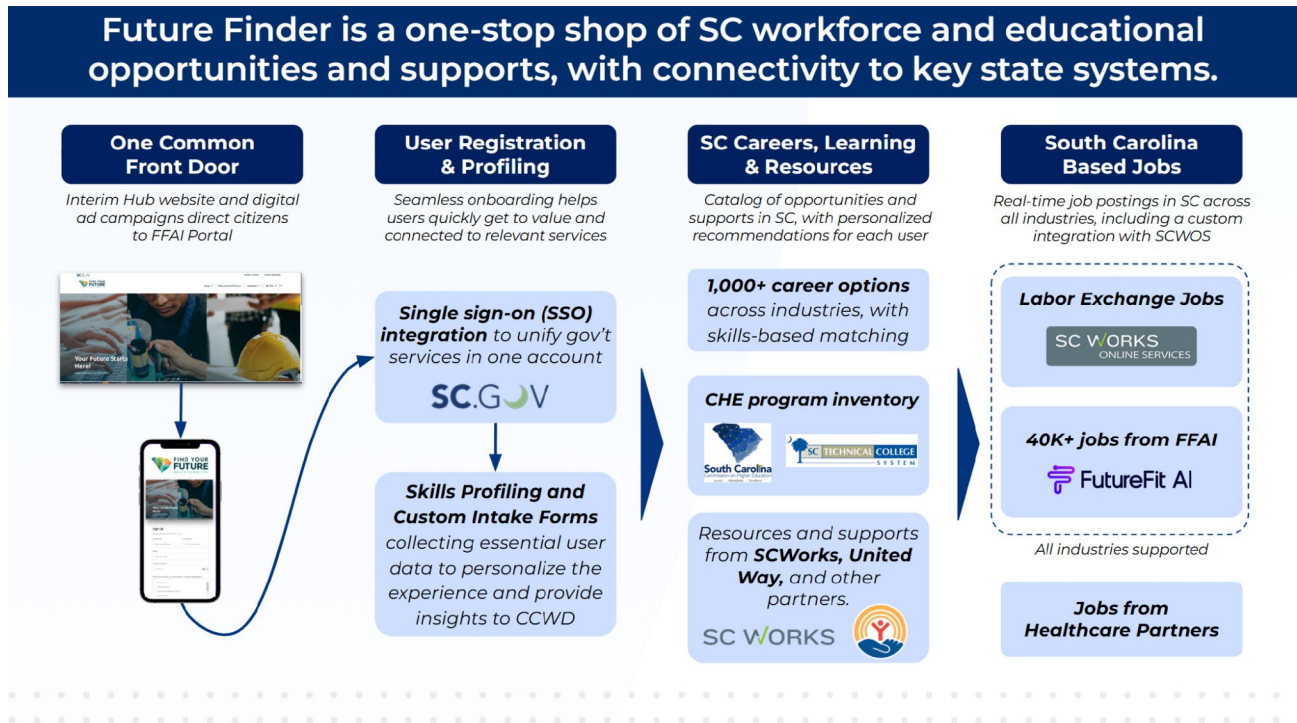 Future Finder is a one-stop shop of SC workforce and educational
opportunities and supports, with connectivity to key state systems.
One Common
Front Door
Interim Hub website and digital
ad campaigns direct citizens
to FFAI Portal
FIND YOUR
FUTURE
Your Future Starts
Here!
FIND YOUR
FUTURE
Sign Up
User Registration
& Profiling
Seamless onboarding helps
users quickly get to value and
connected to relevant services
Single sign-on (SSO)
integration to unify gov't
services in one account
SC.GOV
Skills Profiling and
Custom Intake Forms
collecting essential user
data to personalize the
experience and provide
insights to CCWD
SC Careers, Learning
& Resources
Catalog of opportunities and
supports in SC, with personalized
recommendations for each user
1,000+ career options
across industries, with
skills-based matching
CHE program inventory
South Carolina
Commission on Higher Education
SC TECHNICAL COLLEGE
SYSTEM
Resources and supports
from SCWorks, United
Way, and other
partners.
SC WORKS
South Carolina
Based Jobs
Real-time job postings in SC across
all industries, including a custom
integration with SCWOS
Labor Exchange Jobs
SC WORKS
ONLINE SERVICES
40K+ jobs from FFAI
FutureFit AI
All industries supported
Jobs from
Healthcare Partners